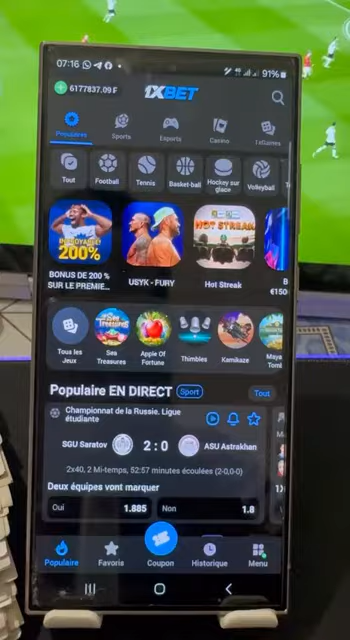 07:16
91%
6177837.09 F
1XBET
Populaires
Sports
Esports
Casino
1xGames
Tout
Football
Tennis
Basket-ball
Hockey sur glace
Volleyball
INCROYABLE!
200%
HOT STREAK
BONUS DE 200 %
SUR LE PREMIE...
USYK - FURY
Hot Streak
B
€150
Tous les Jeux
Sea Treasures
Apple Of Fortune
Thimbles
Kamikaze
Maya
Populaire EN DIRECT
Sport
Tout
Championnat de la Russie. Ligue
étudiante
SGU Saratov
2 : 0
ASU Astrakhan
2x40, 2 Mi-temps, 52:57 minutes écoulées (2-0,0-0)
Deux équipes vont marquer
Oui
1.885
Non
1.8
Populaire
Favoris
Coupon
Historique
Menu